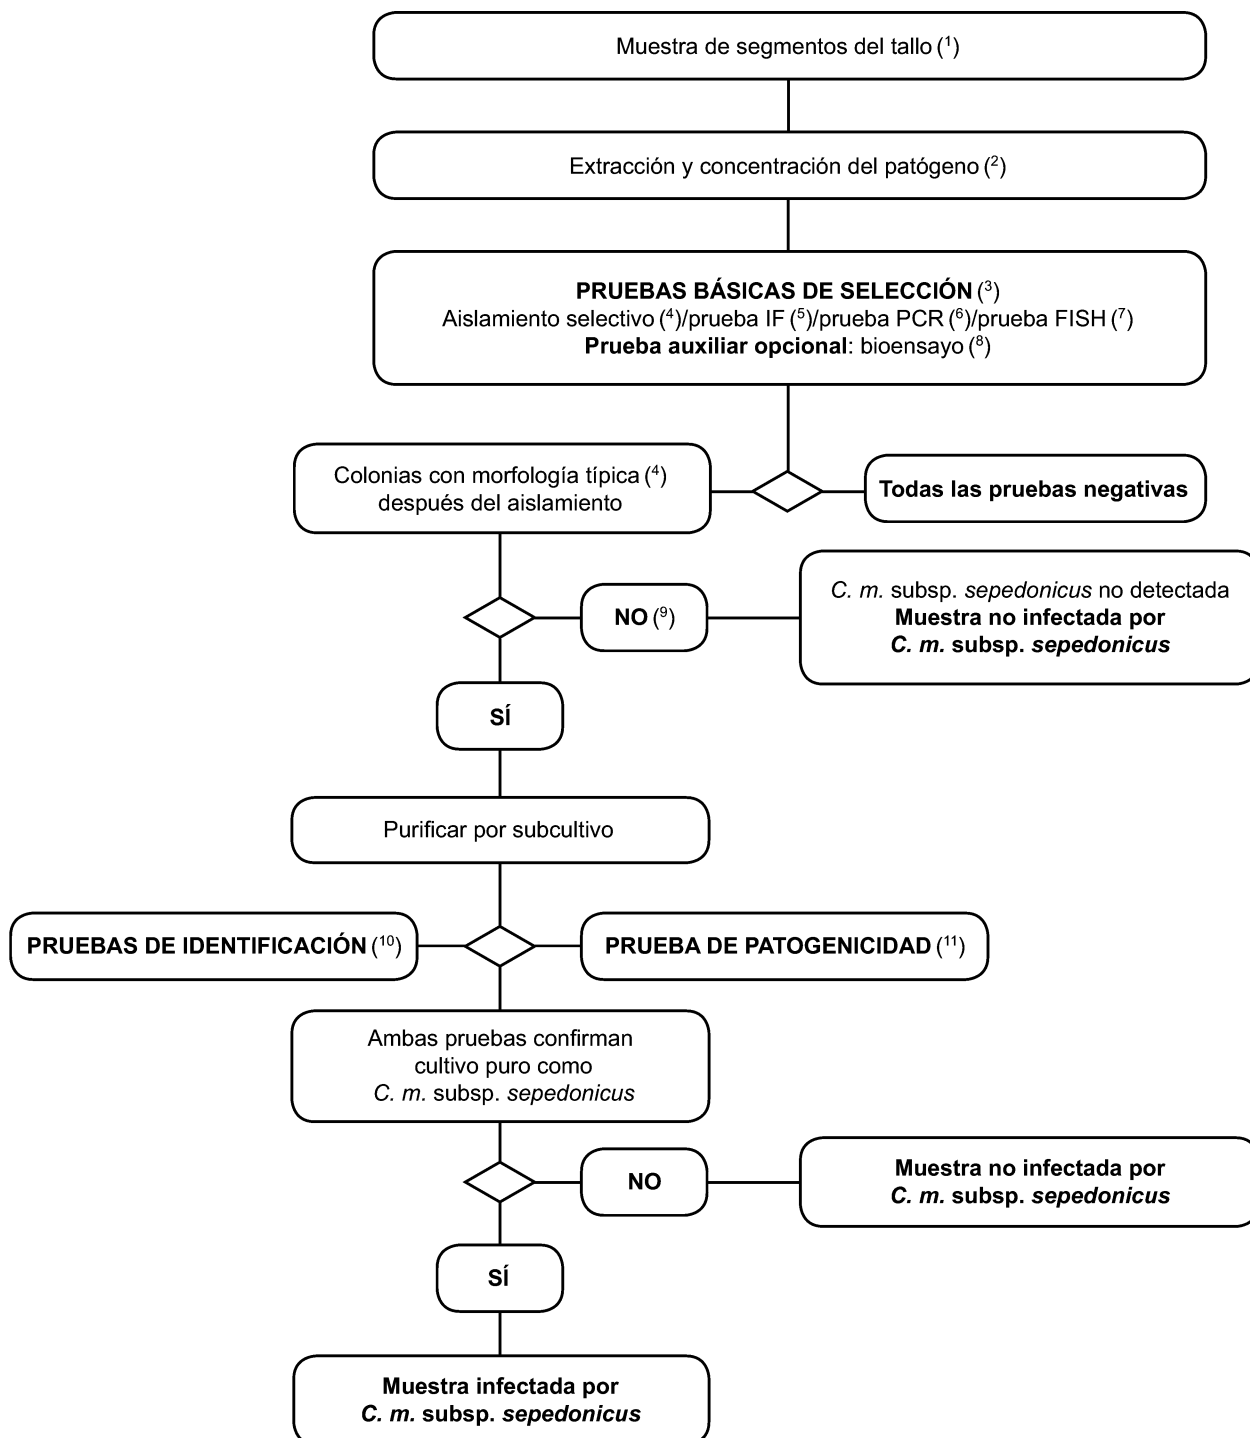 Muestra de segmentos del tallo (¹)
Extracción y concentración del patógeno (²)
PRUEBAS BÁSICAS DE SELECCIÓN (³)
Aislamiento selectivo (⁴)/prueba IF (⁵)/prueba PCR (⁶)/prueba FISH (⁷)
Prueba auxiliar opcional: bioensayo (⁸)
Colonias con morfología típica (⁴)
después del aislamiento
Todas las pruebas negativas
NO (⁹)
C. m. subsp. sepedonicus no detectada
Muestra no infectada por
C. m. subsp. sepedonicus
SÍ
Purificar por subcultivo
PRUEBAS DE IDENTIFICACIÓN (¹⁰)
PRUEBA DE PATOGENICIDAD (¹¹)
Ambas pruebas confirman
cultivo puro como
C. m. subsp. sepedonicus
NO
Muestra no infectada por
C. m. subsp. sepedonicus
SÍ
Muestra infectada por
C. m. subsp. sepedonicus